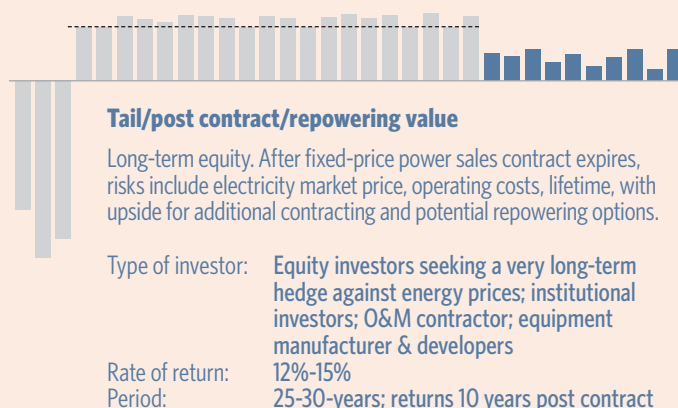 Tail/post contract/repowering value
Long-term equity. After fixed-price power sales contract expires,
risks include electricity market price, operating costs, lifetime, with
upside for additional contracting and potential repowering options.
Type of investor: Equity investors seeking a very long-term
hedge against energy prices; institutional
investors; O&M contractor; equipment
manufacturer & developers
Rate of return: 12%-15%
Period: 25-30-years; returns 10 years post contract